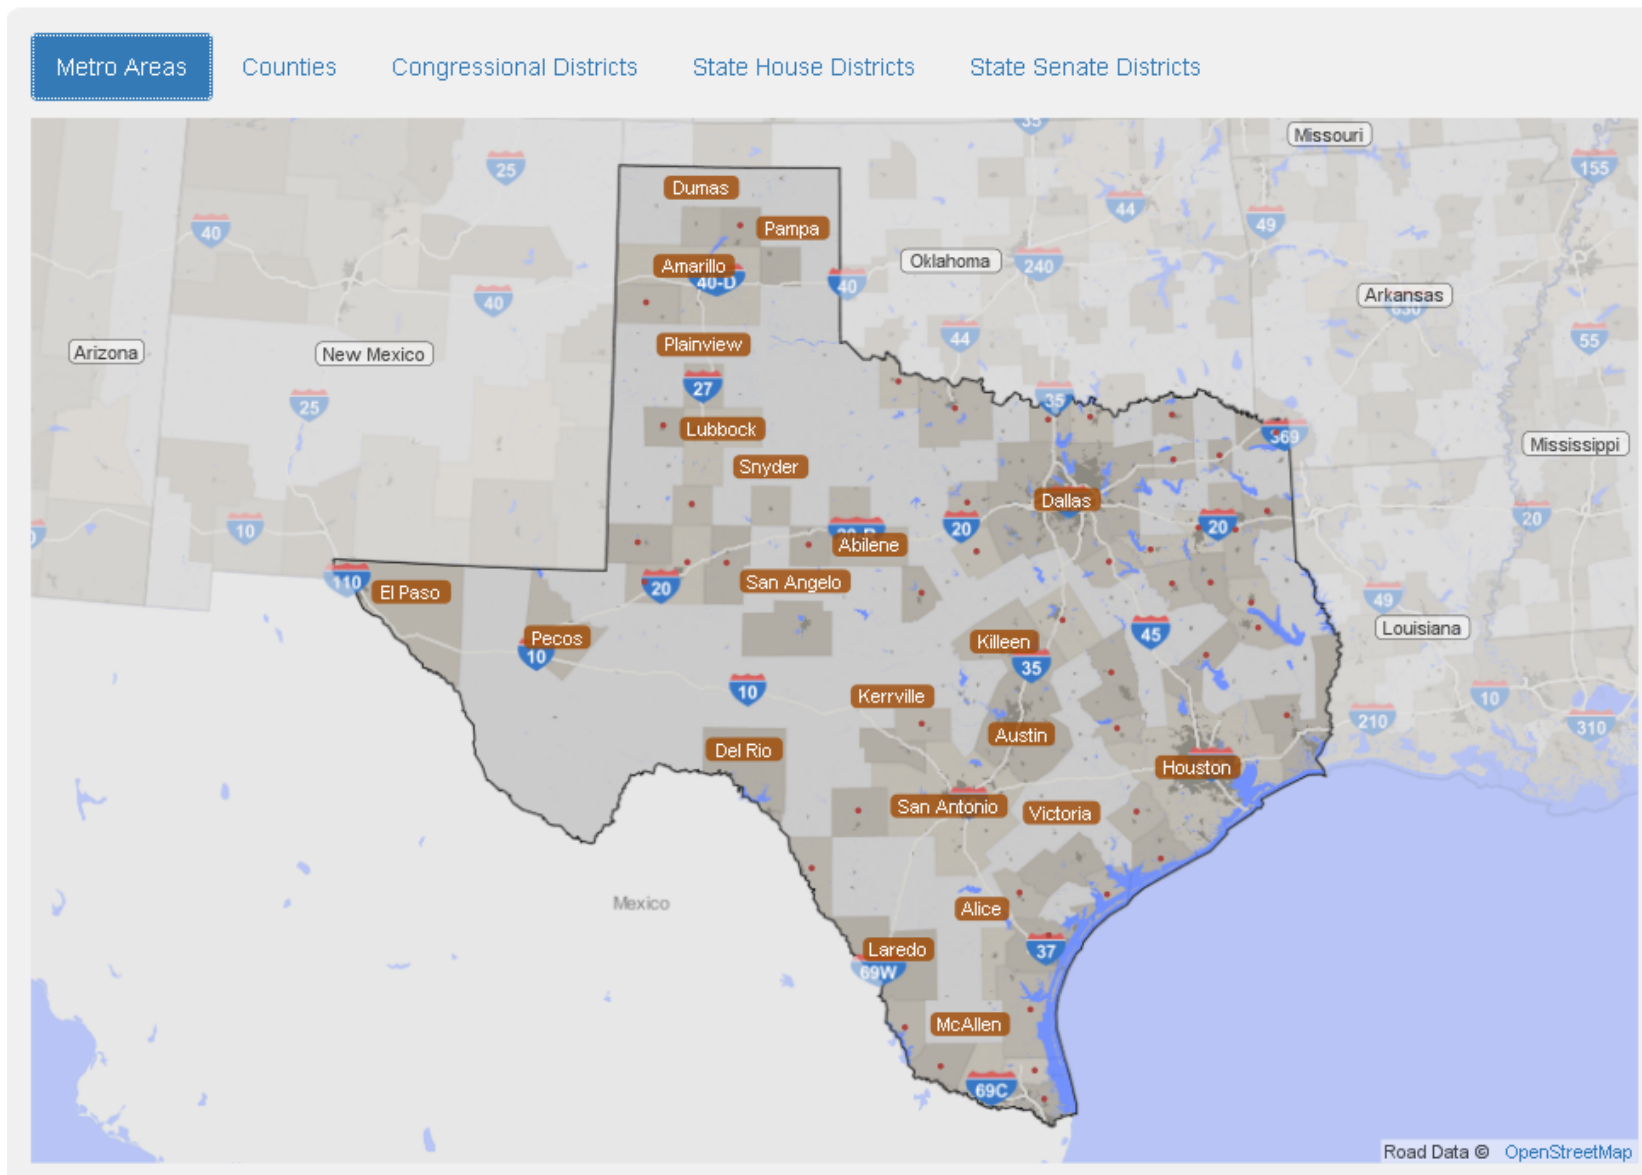 Metro Areas
Counties
Congressional Districts
State House Districts
State Senate Districts
35
Missouri
155
25
Dumas
44
49
40
Pampa
Oklahoma
240
Amarillo
40-D
40
40
Arkansas
630
44
55
Arizona
New Mexico
Plainview
27
25
35
369
Lubbock
Mississippi
Snyder
Dallas
10
20
20
20
Abilene
110
El Paso
20
San Angelo
49
Pecos
10
Killeen
45
Louisiana
35
10
Kerrville
10
210
310
Del Rio
Austin
Houston
San Antonio
Victoria
Mexico
Alice
Laredo
37
69W
McAllen
69C
Road Data © OpenStreetMap